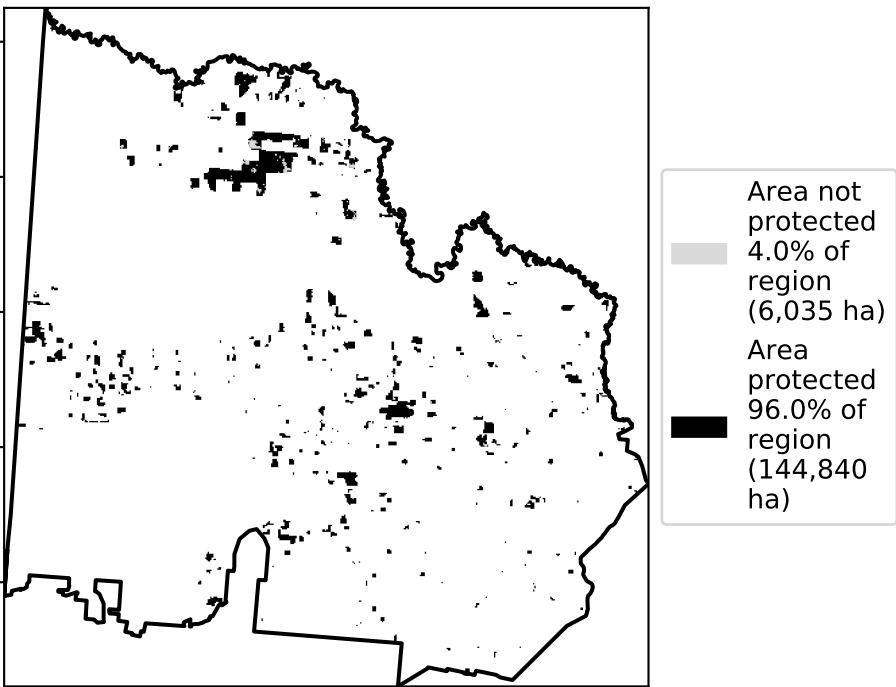 Area not
protected
4.0% of
region
(6,035 ha)
Area
protected
96.0% of
region
(144,840
ha)